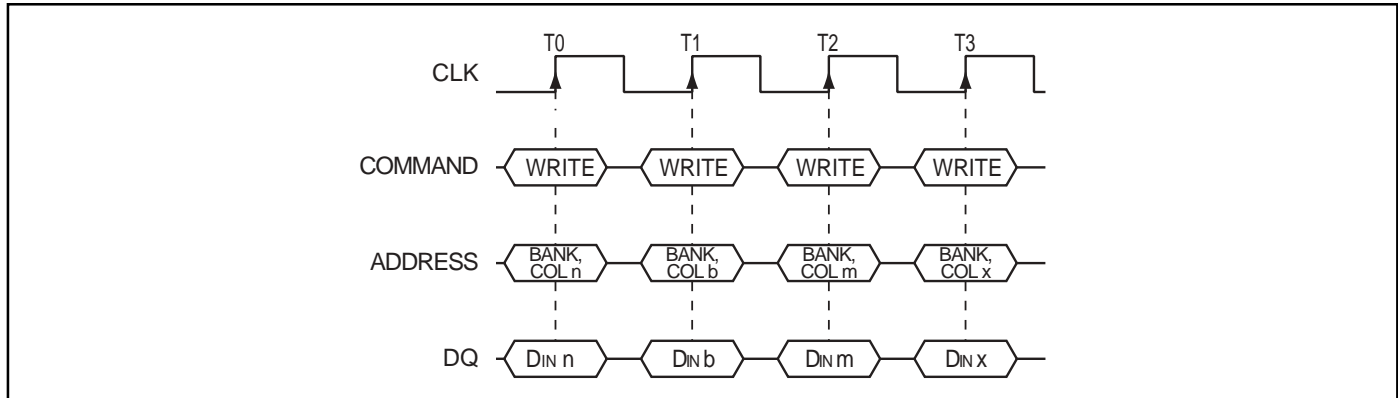 T0 T1 T2 T3
CLK
COMMAND WRITE WRITE WRITE WRITE
ADDRESS BANK, COL n BANK, COL b BANK, COL m BANK, COL x
DQ DIN n DIN b DIN m DIN x